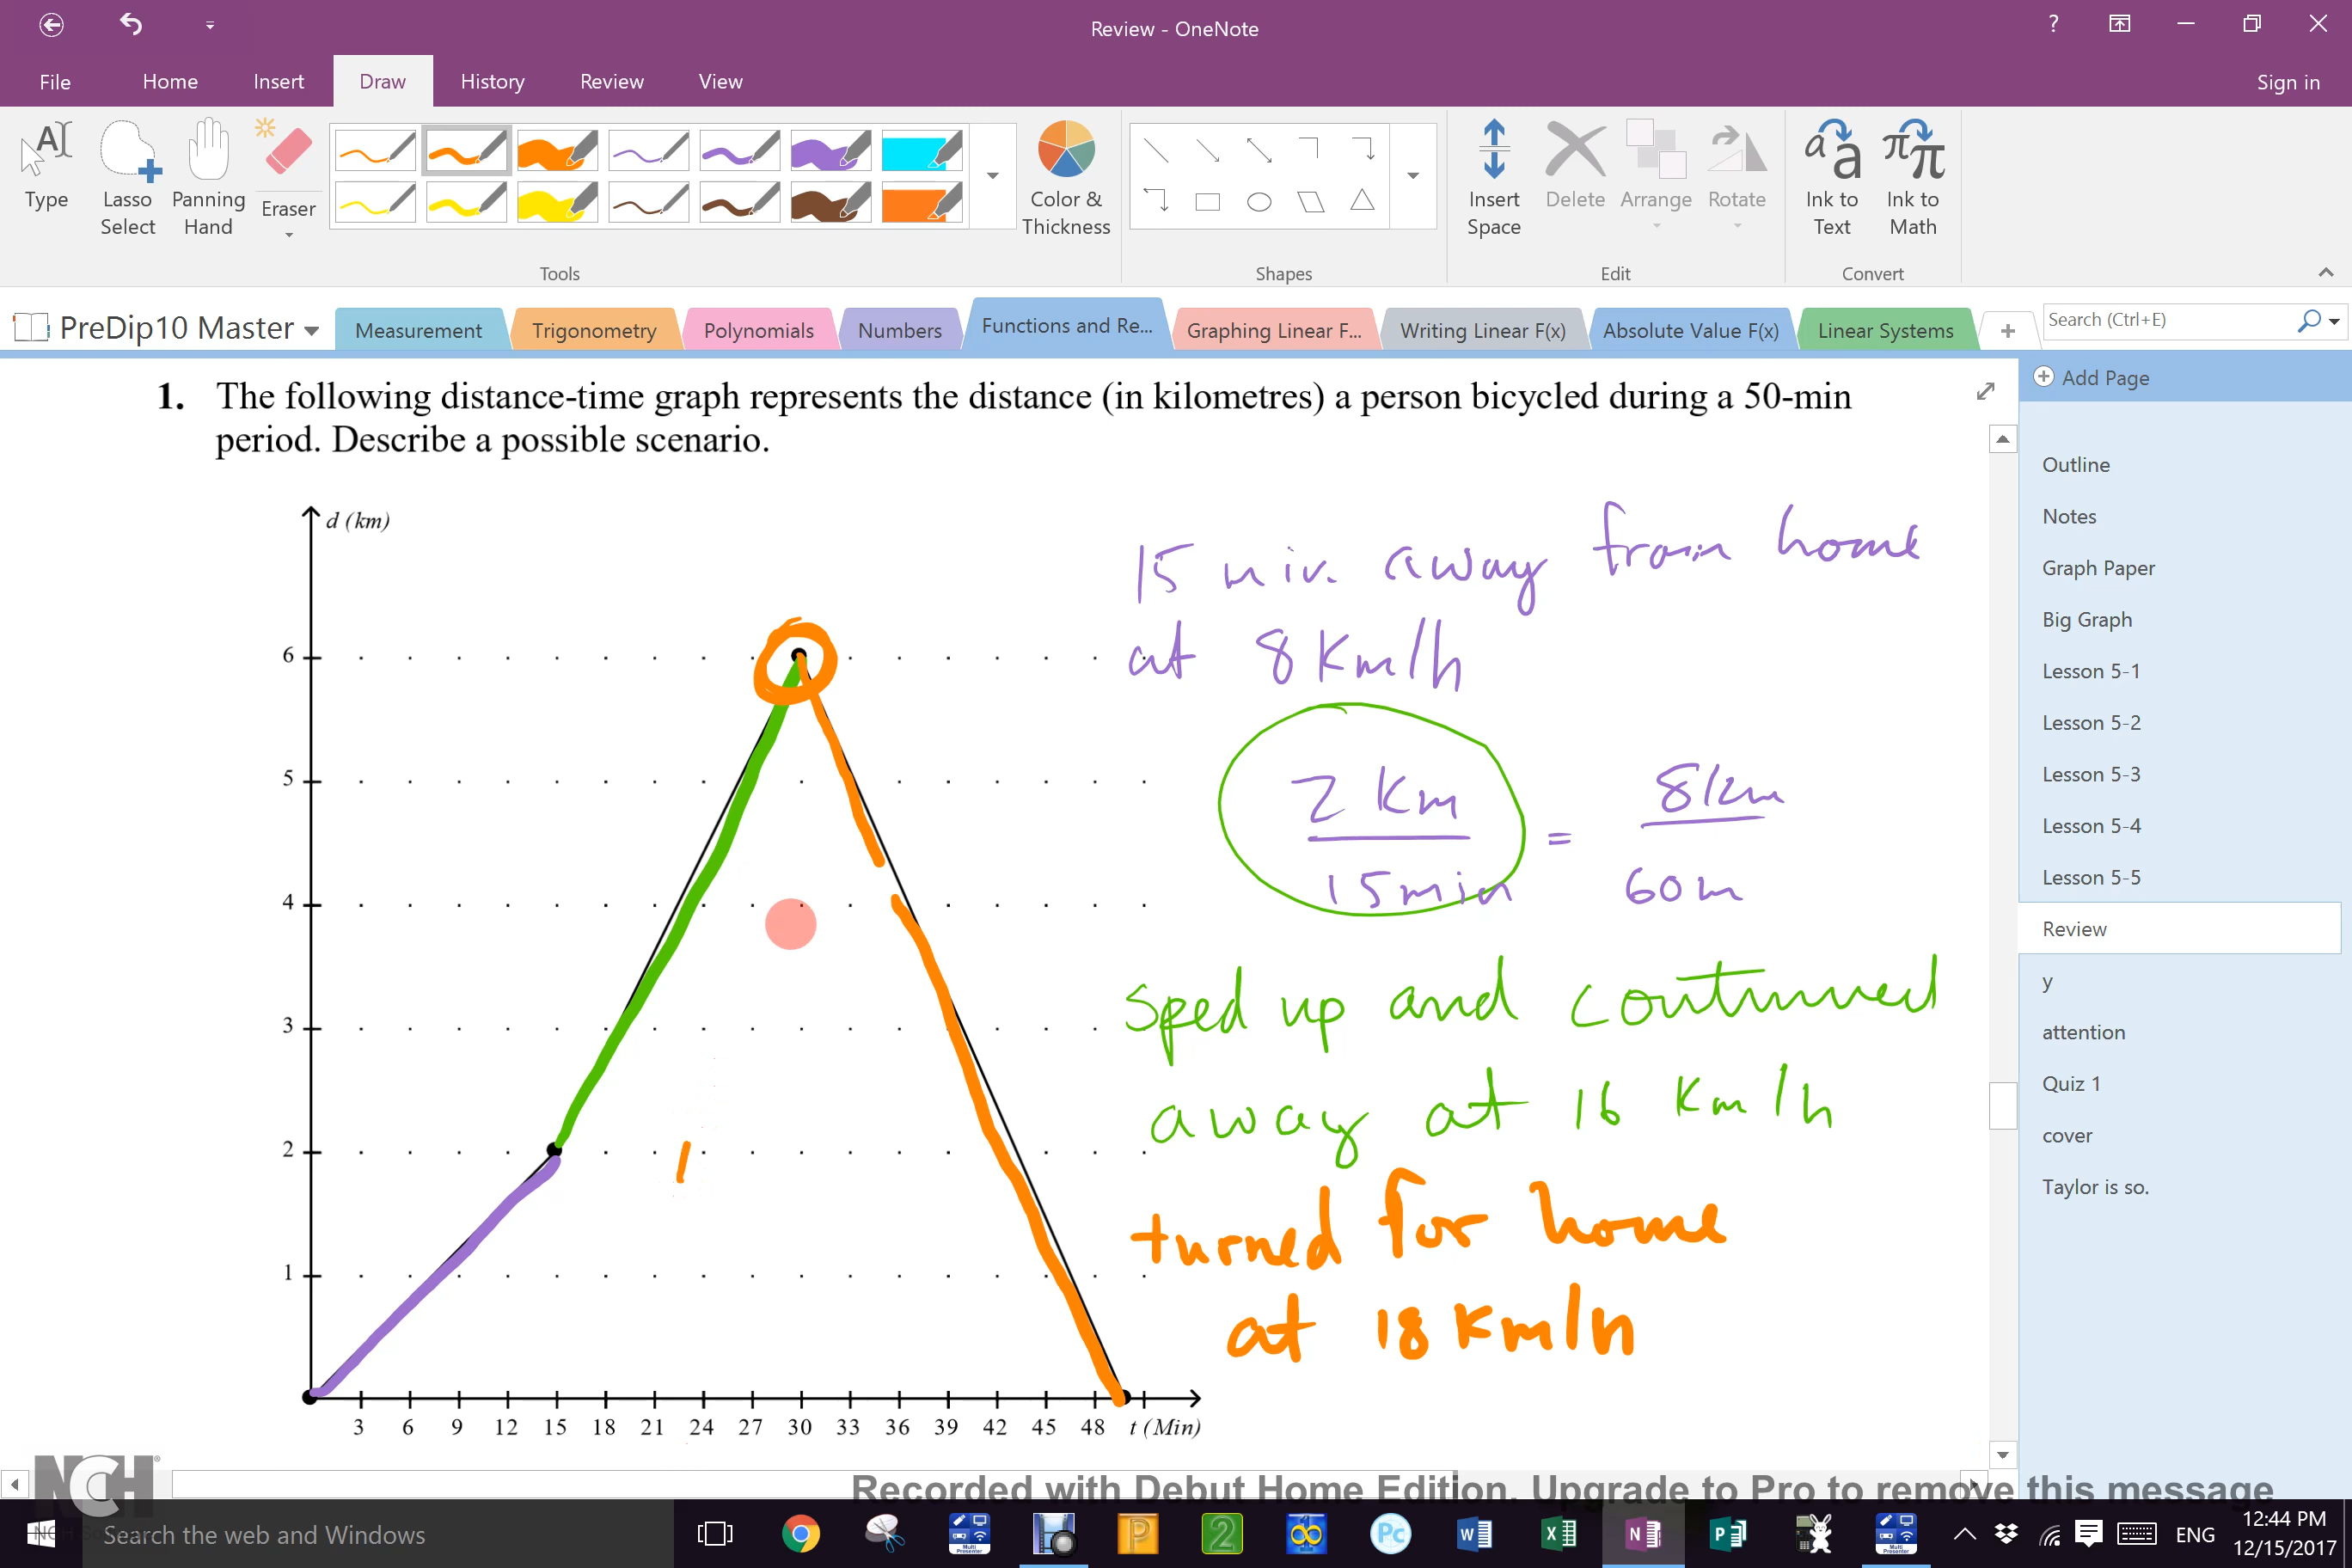 Review - OneNote
File Home Insert Draw History Review View Sign in
Type
Lasso Select
Panning Hand
Eraser
Color & Thickness
Insert Space
Delete
Arrange
Rotate
Ink to Text
Ink to Math
Tools Shapes Edit Convert
PreDip10 Master Measurement Trigonometry Polynomials Numbers Functions and Re... Graphing Linear F... Writing Linear F(x) Absolute Value F(x) Linear Systems Search (Ctrl+E)
Add Page
Outline
Notes
Graph Paper
Big Graph
Lesson 5-1
Lesson 5-2
Lesson 5-3
Lesson 5-4
Lesson 5-5
Review
y
attention
Quiz 1
cover
Taylor is so.
1. The following distance-time graph represents the distance (in kilometres) a person bicycled during a 50-min
period. Describe a possible scenario.
d (km)
6
5
4
3
2
1
3 6 9 12 15 18 21 24 27 30 33 36 39 42 45 48 t (Min)
15 min away from home
at 8 Km/h
2 Km = 8 km
15 min 60 m
sped up and continued
away at 16 Km/h
turned for home
at 18 Km/h
NCH
Recorded with Debut Home Edition. Upgrade to Pro to remove this message
Search the web and Windows
ENG
12:44 PM
12/15/2017